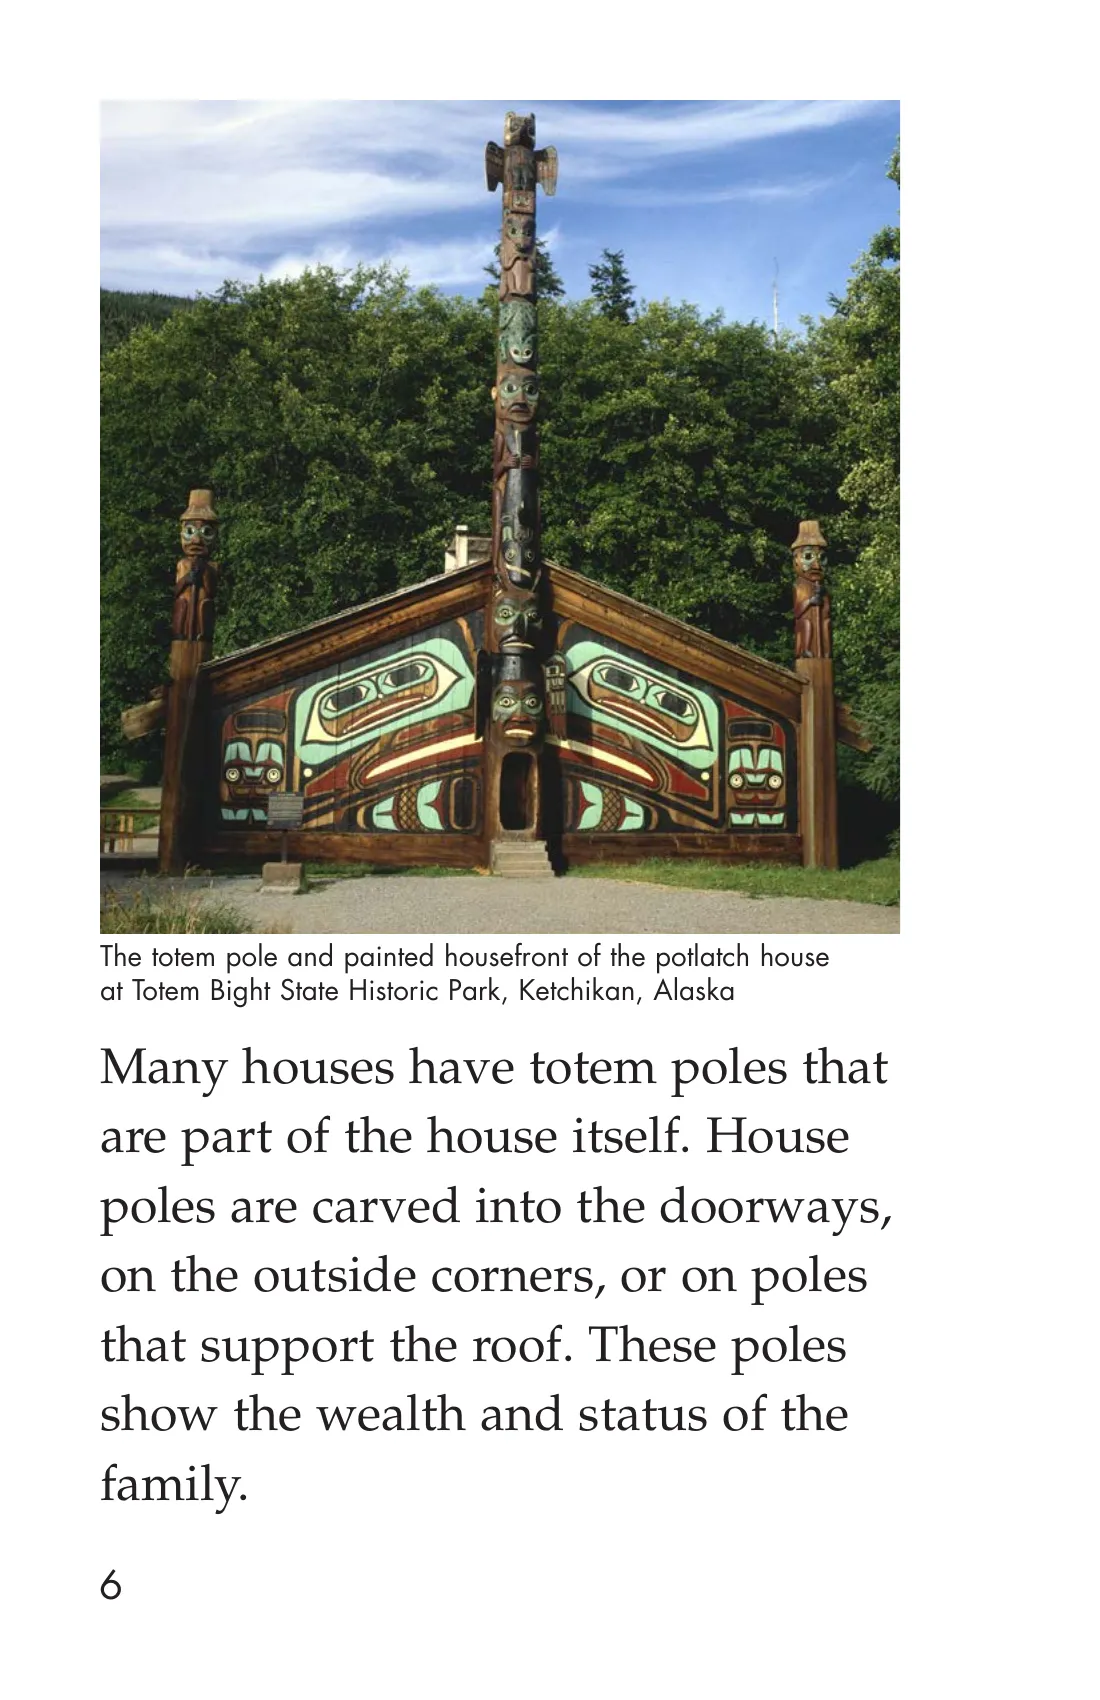 The totem pole and painted housefront of the potlatch house
at Totem Bight State Historic Park, Ketchikan, Alaska
Many houses have totem poles that
are part of the house itself. House
poles are carved into the doorways,
on the outside corners, or on poles
that support the roof. These poles
show the wealth and status of the
family.
6